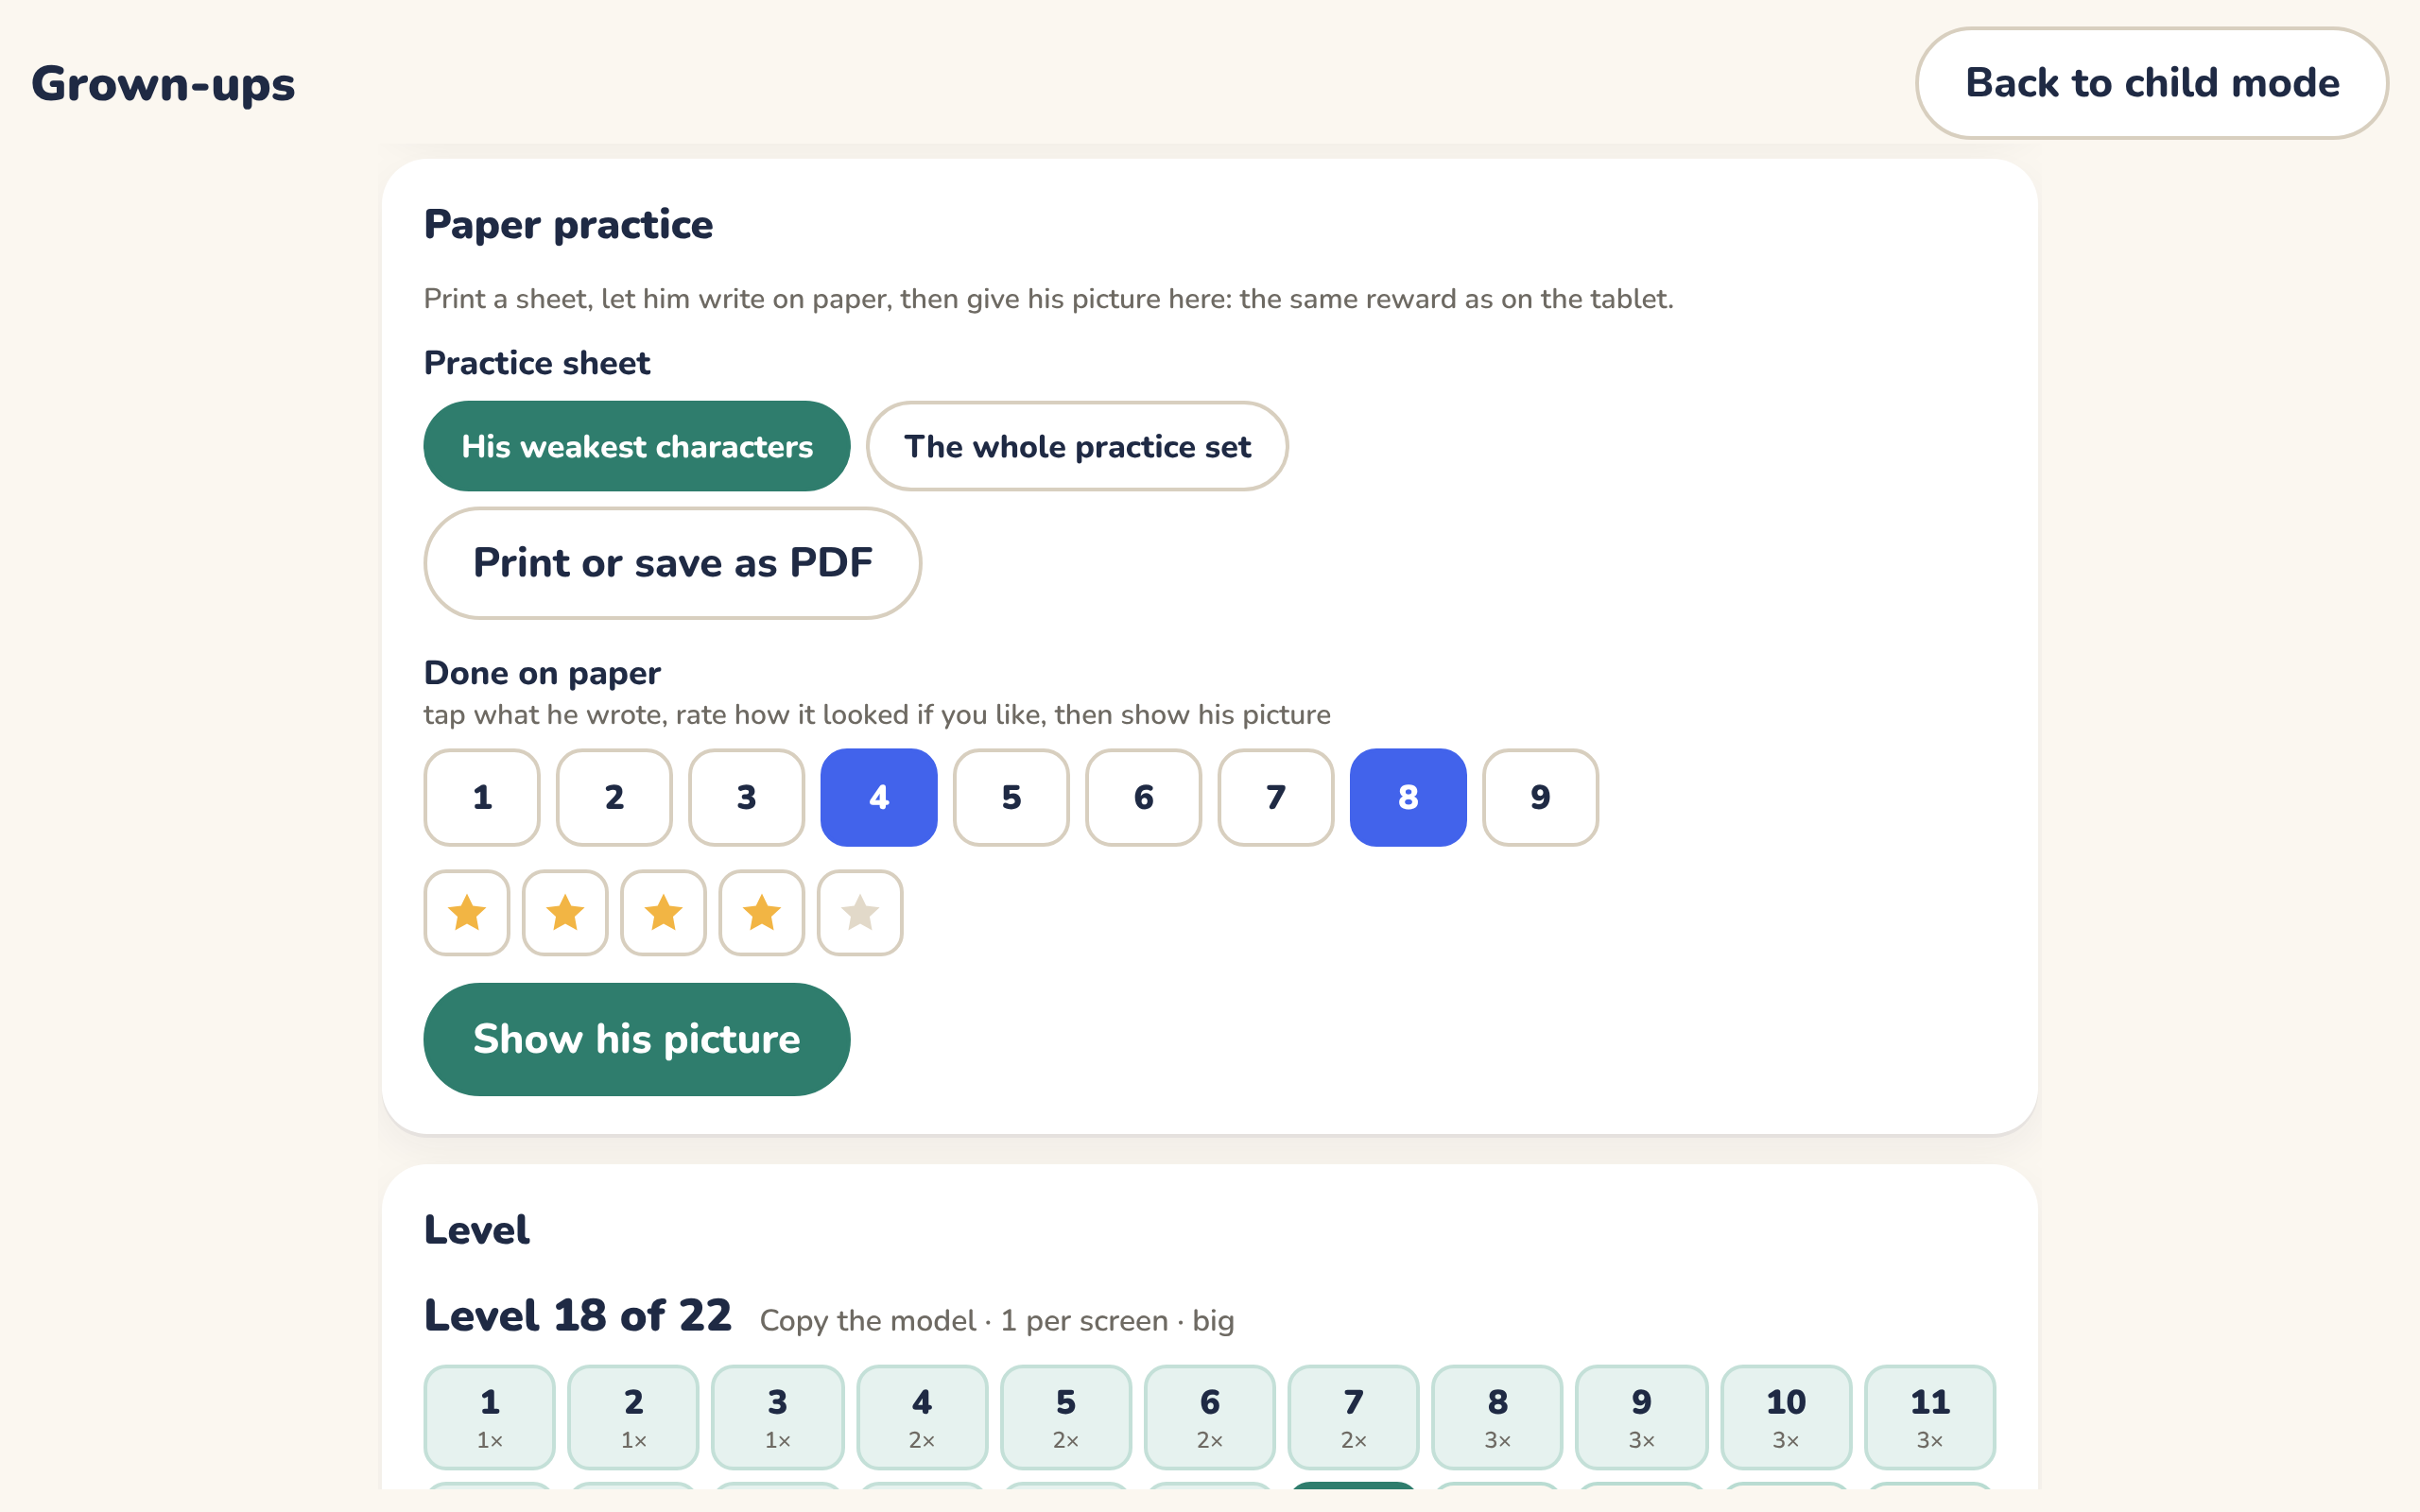 Grown-ups
Back to child mode
Paper practice
Print a sheet, let him write on paper, then give his picture here: the same reward as on the tablet.
Practice sheet
His weakest characters
The whole practice set
Print or save as PDF
Done on paper
tap what he wrote, rate how it looked if you like, then show his picture
1 2 3 4 5 6 7 8 9
Show his picture
Level
Level 18 of 22 Copy the model · 1 per screen · big
1 2 3 4 5 6 7 8 9 10 11
1× 1× 1× 2× 2× 2× 2× 3× 3× 3× 3×